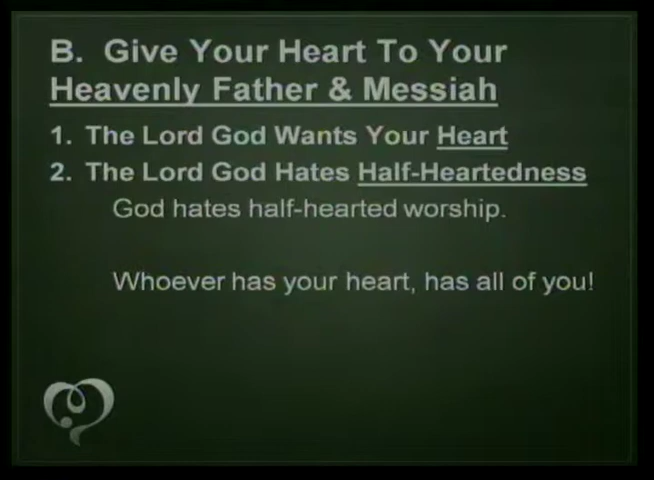 B. Give Your Heart To Your
Heavenly Father & Messiah
1. The Lord God Wants Your Heart
2. The Lord God Hates Half-Heartedness
God hates half-hearted worship.
Whoever has your heart, has all of you!